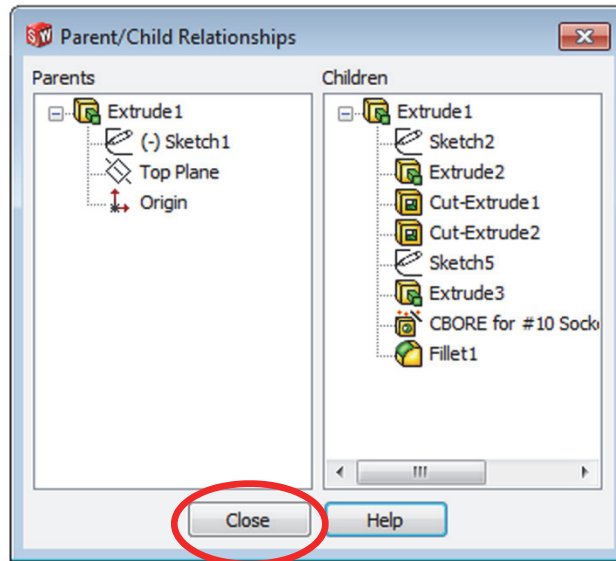 SW Parent/Child Relationships
Parents
Extrude1
(-) Sketch1
Top Plane
Origin
Children
Extrude1
Sketch2
Extrude2
Cut-Extrude1
Cut-Extrude2
Sketch5
Extrude3
CBORE for #10 Sock
Fillet1
Close
Help